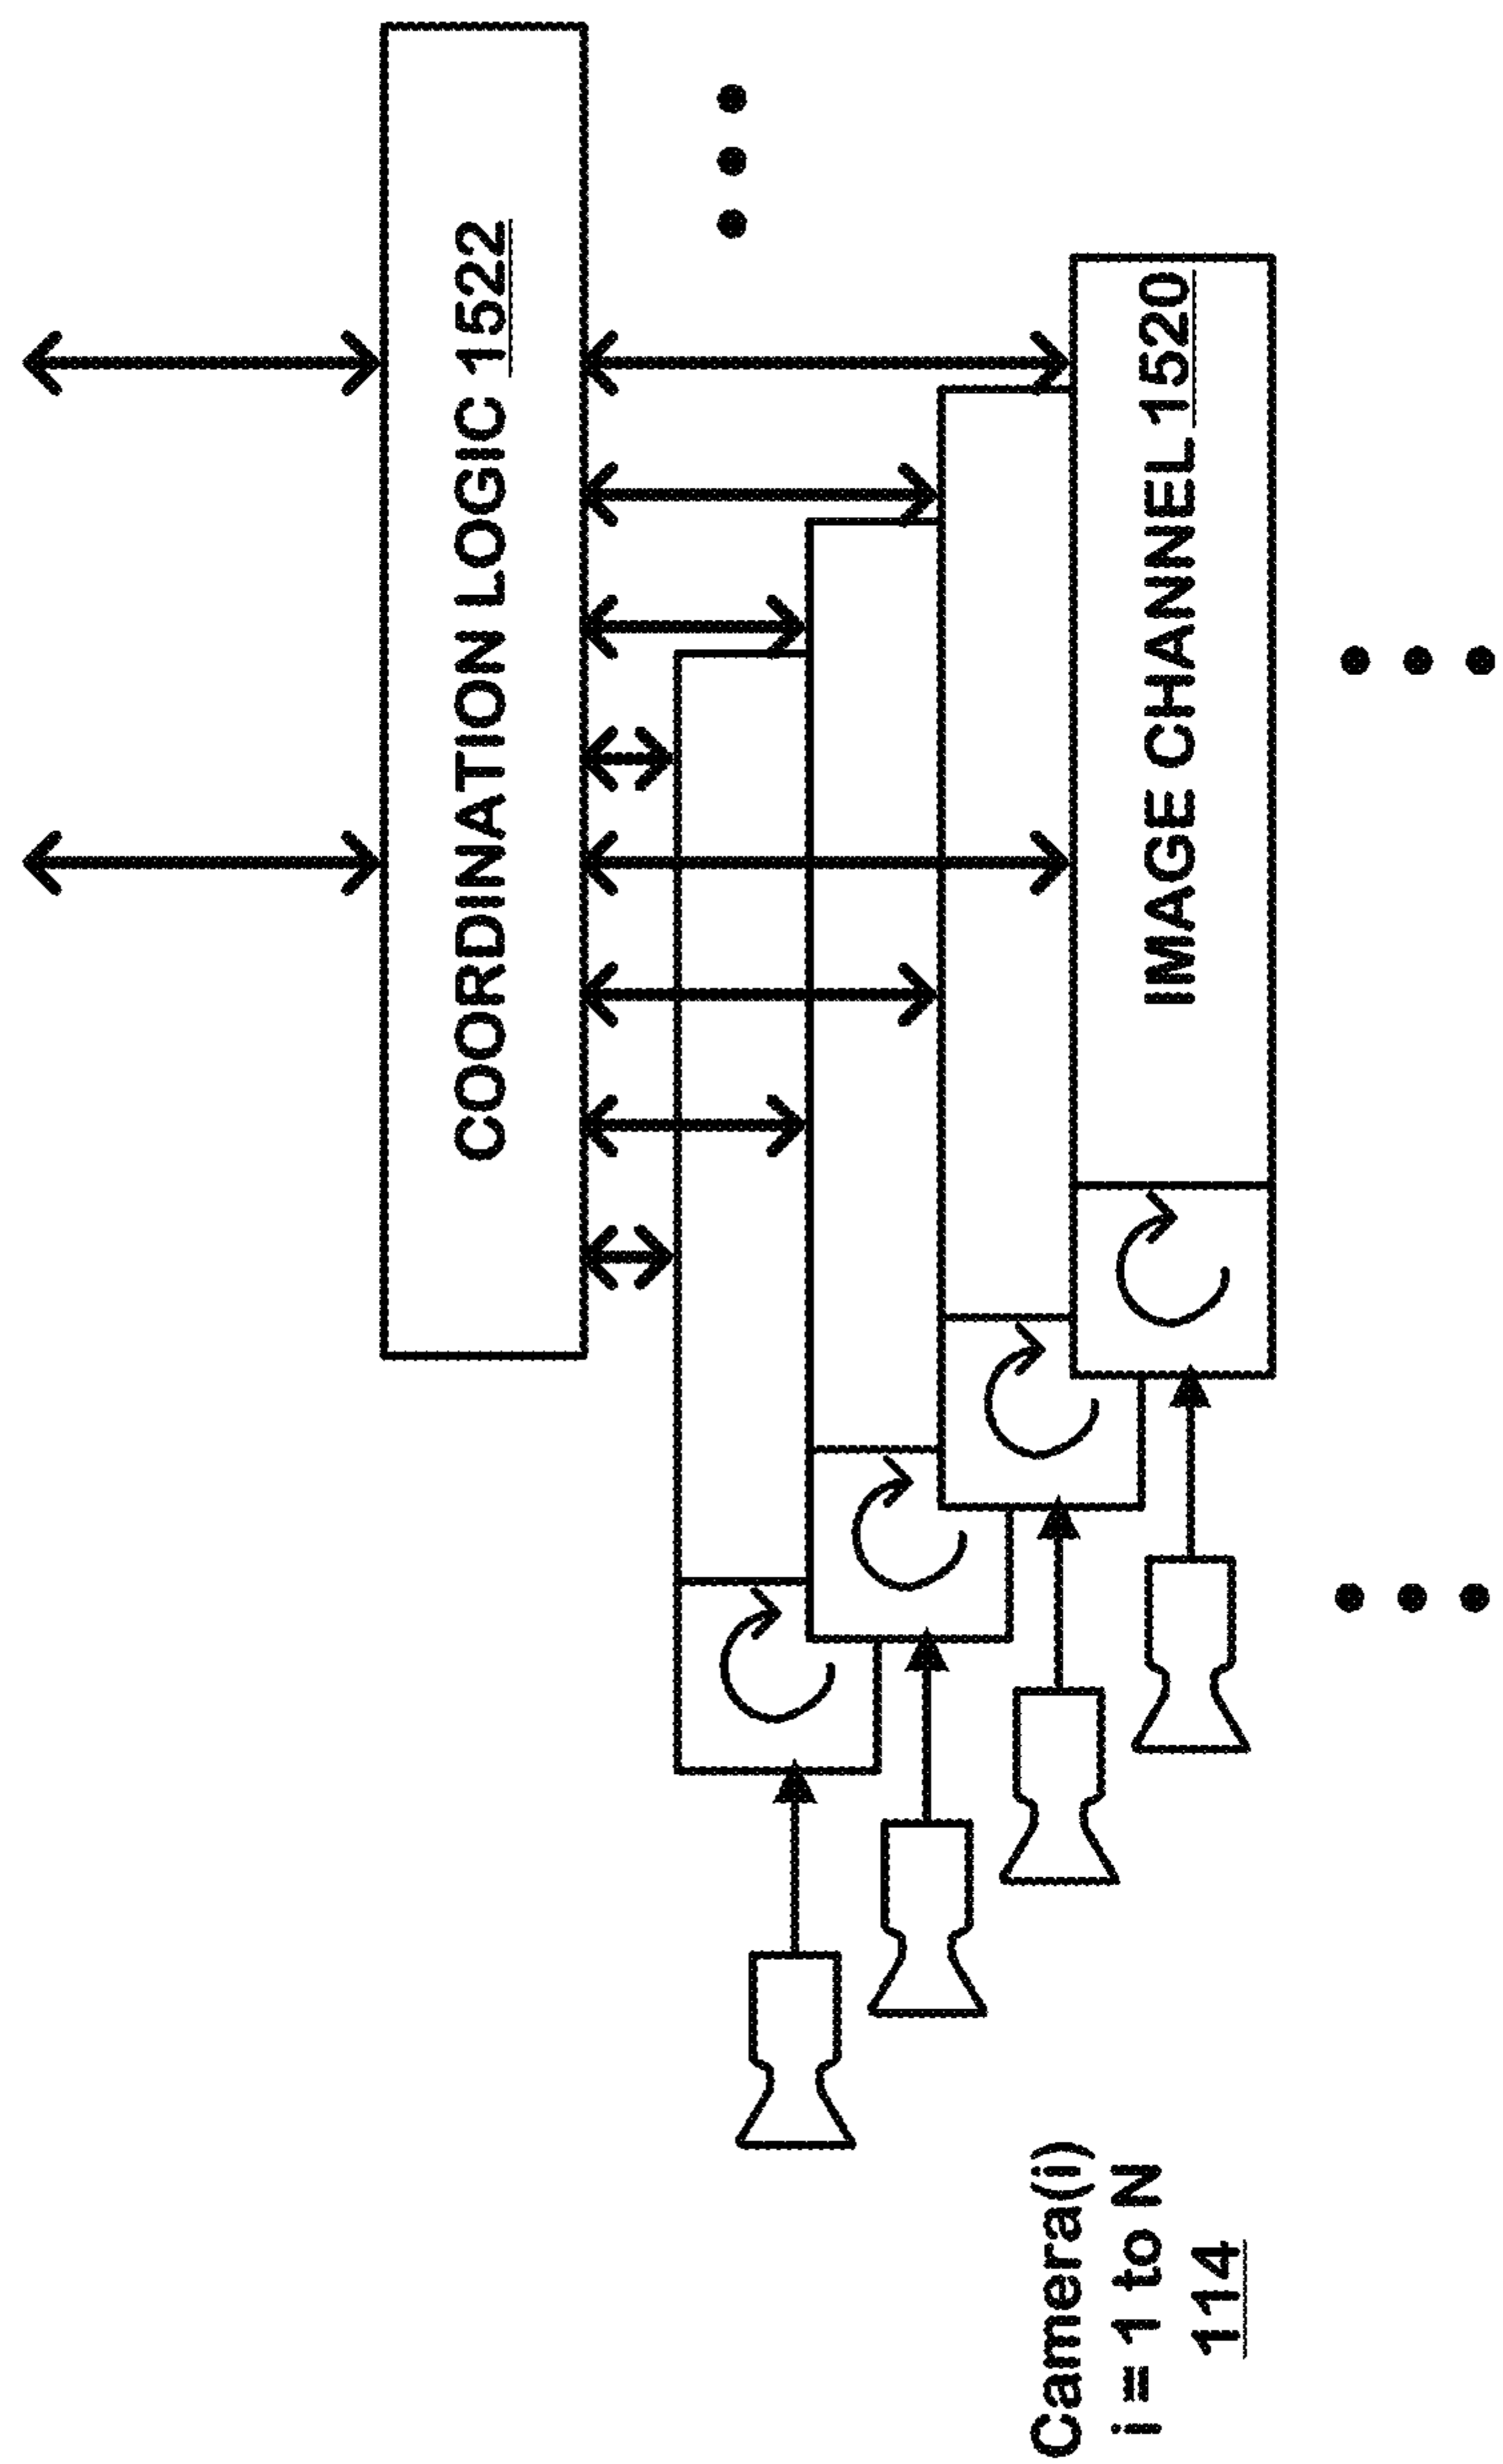 COORDINATION LOGIC 1522
IMAGE CHANNEL 1520
Camera(i)
i = 1 to N
114